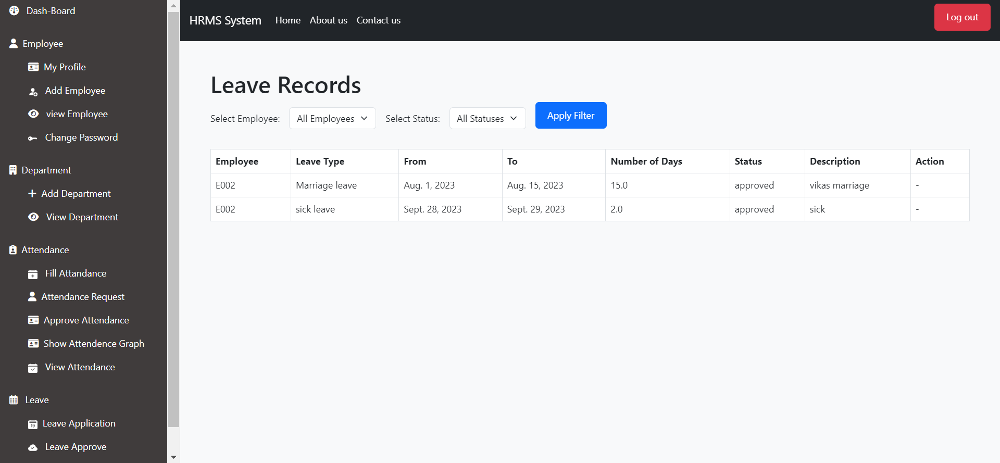 Dash-Board
Employee
My Profile
Add Employee
view Employee
Change Password
Department
Add Department
View Department
Attendance
Fill Attandance
Attendance Request
Approve Attendance
Show Attendence Graph
View Attendance
Leave
19 Leave Application
Leave Approve
HRMS System Home About us Contact us Log out
Leave Records
Select Employee: All Employees Select Status: All Statuses Apply Filter
Employee Leave Type From To Number of Days Status Description Action
E002 Marriage leave Aug. 1, 2023 Aug. 15, 2023 15.0 approved vikas marriage -
E002 sick leave Sept. 28, 2023 Sept. 29, 2023 2.0 approved sick -